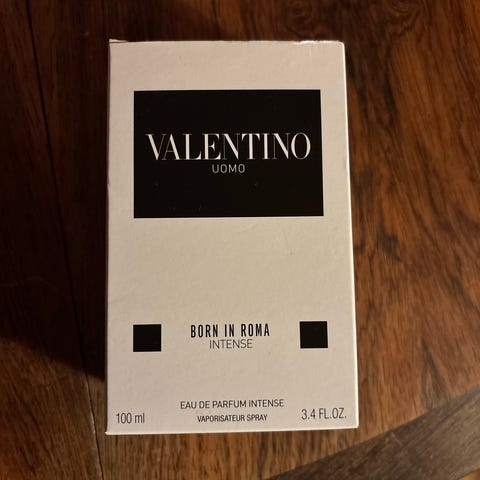 VALENTINO
UOMO
BORN IN ROMA
INTENSE
EAU DE PARFUM INTENSE
100 ml VAPORISATEUR SPRAY 3.4 FL.OZ.